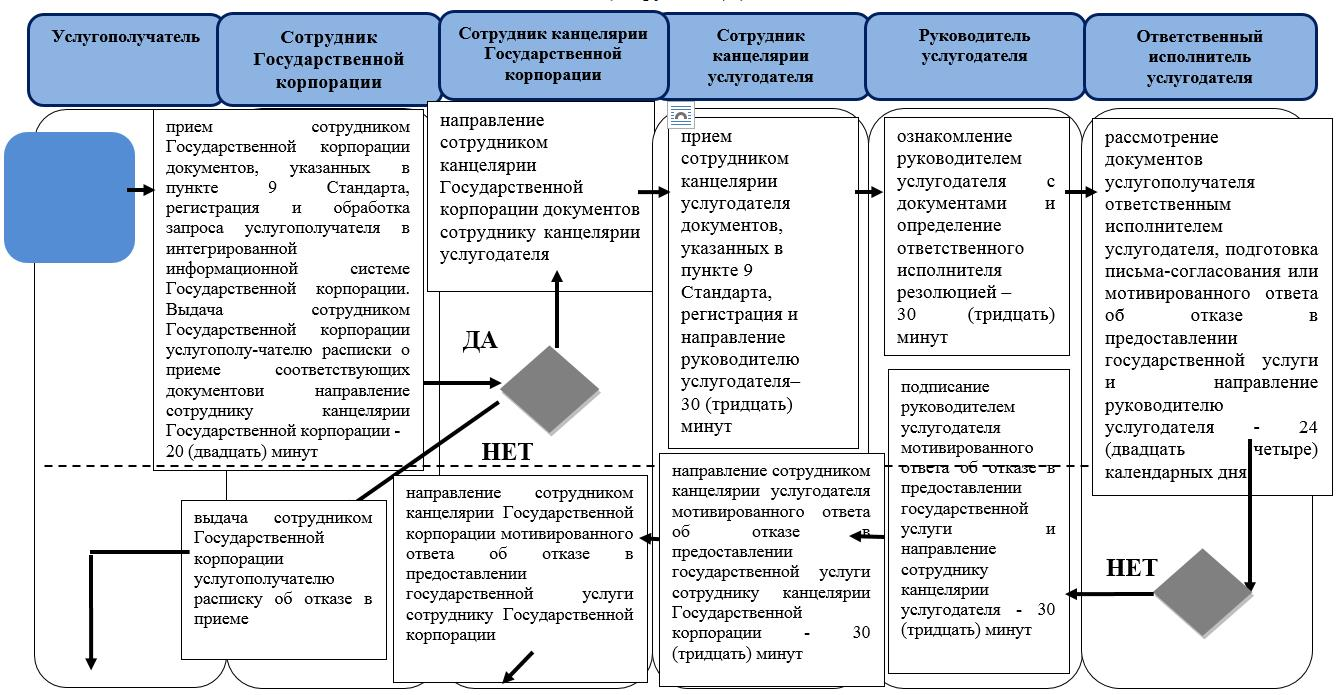 Услугополучатель
Сотрудник
Государственной
корпорации
Сотрудник канцелярии
Государственной
корпорации
Сотрудник
канцелярии
услугодателя
Руководитель
услугодателя
Ответственный
исполнитель
услугодателя
прием сотрудником
Государственной корпорации
документов, указанных в
пункте 9 Стандарта,
регистрация и обработка
запроса услугополучателя в
интегрированной
информационной системе
Государственной корпорации.
Выдача сотрудником
Государственной корпорации
услугополу-чателю расписки о
приеме соответствующих
документови направление
сотруднику канцелярии
Государственной корпорации -
20 (двадцать) минут
направление
сотрудником
канцелярии
Государственной
корпорации документов
сотруднику канцелярии
услугодателя
прием
сотрудником
канцелярии
услугодателя
документов,
указанных в
пункте 9
Стандарта,
регистрация и
направление
руководителю
услугодателя–
30 (тридцать)
минут
ознакомление
руководителем
услугодателя с
документами и
определение
ответственного
исполнителя
резолюцией –
30 (тридцать)
минут
рассмотрение
документов
услугополучателя
ответственным
исполнителем
услугодателя, подготовка
письма-согласования или
мотивированного ответа
об отказе в
предоставлении
государственной услуги
и направление
руководителю
услугодателя - 24
(двадцать четыре)
календарных дня
ДА
НЕТ
выдача сотрудником
Государственной
корпорации
услугополучателю
расписку об отказе в
приеме
направление сотрудником
канцелярии Государственной
корпорации мотивированного
ответа об отказе в
предоставлении
государственной услуги
сотруднику Государственной
корпорации
направление сотрудником
канцелярии услугодателя
мотивированного ответа
об отказе в
предоставлении
государственной услуги
сотруднику канцелярии
Государственной
корпорации - 30
(тридцать) минут
подписание
руководителем
услугодателя
мотивированного
ответа об отказе в
предоставлении
государственной
услуги и
направление
сотруднику
канцелярии
услугодателя - 30
(тридцать) минут
НЕТ